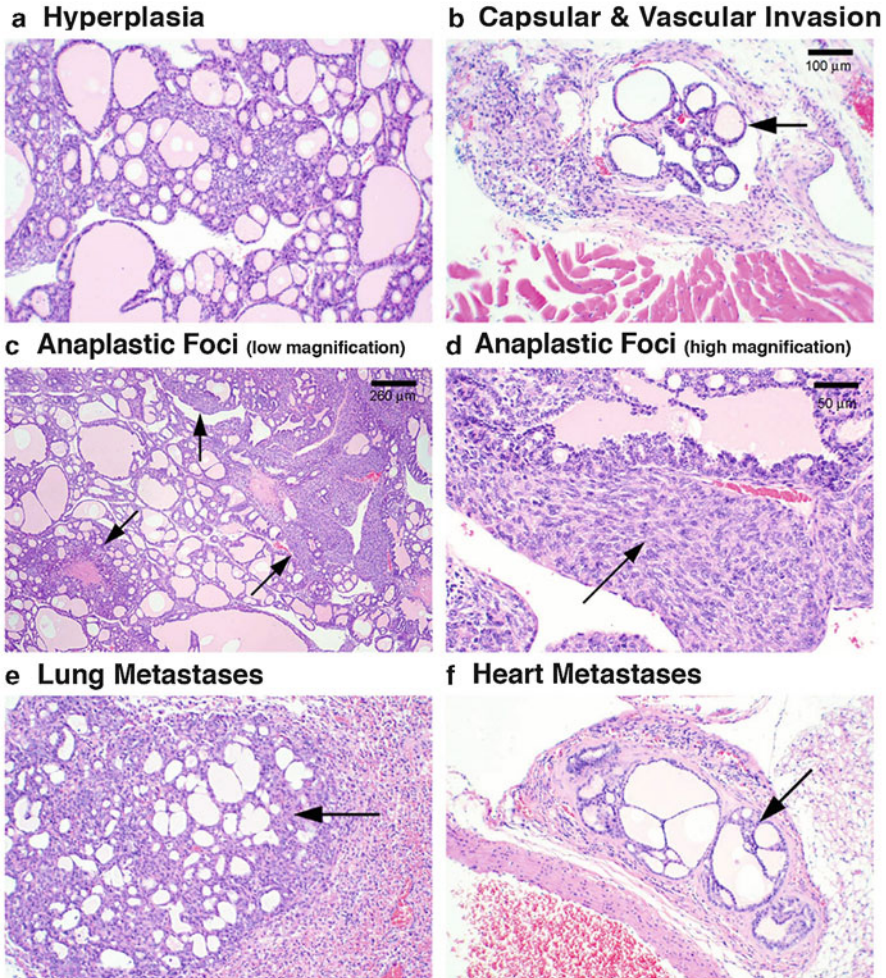 a Hyperplasia
b Capsular & Vascular Invasion
100 µm
c Anaplastic Foci (low magnification)
260 µm
d Anaplastic Foci (high magnification)
50 µm
e Lung Metastases
f Heart Metastases